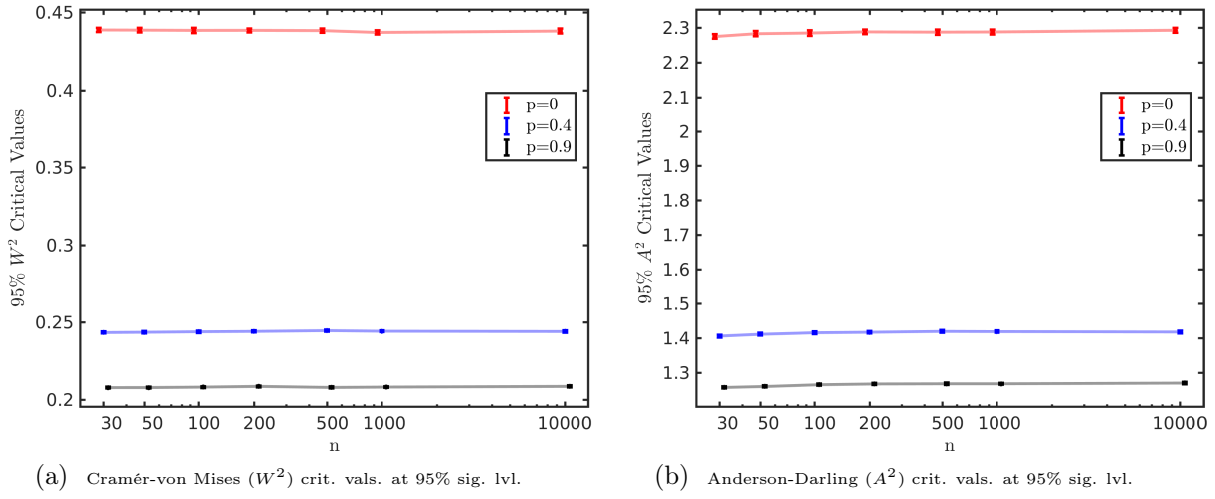 95% W² Critical Values
0.45
0.4
0.35
0.3
0.25
0.2
p=0
p=0.4
p=0.9
30 50 100 200 500 1000 10000
n
(a) Cramér-von Mises (W²) crit. vals. at 95% sig. lvl.
95% A² Critical Values
2.3
2.2
2.1
2
1.9
1.8
1.7
1.6
1.5
1.4
1.3
p=0
p=0.4
p=0.9
30 50 100 200 500 1000 10000
n
(b) Anderson-Darling (A²) crit. vals. at 95% sig. lvl.